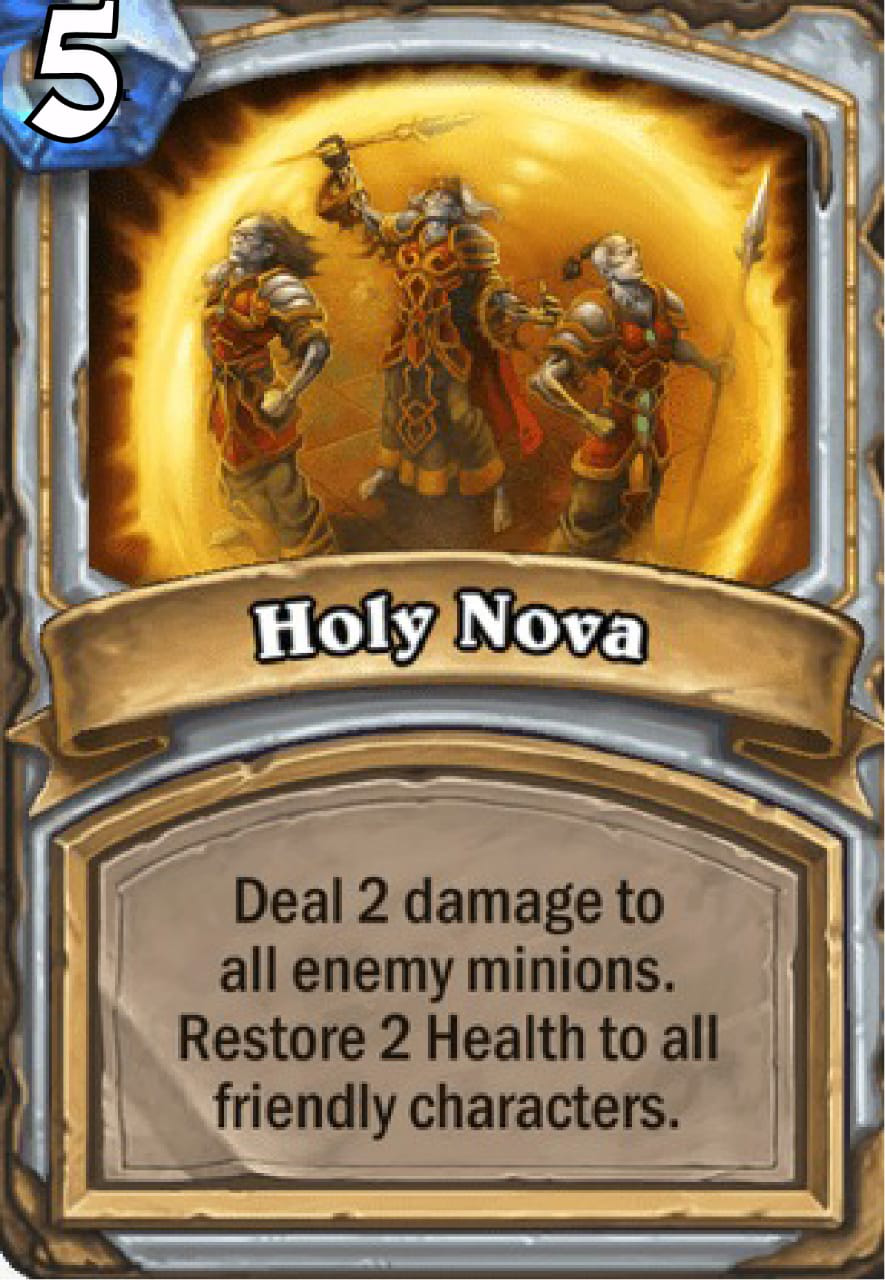 5
Holy Nova
Deal 2 damage to
all enemy minions.
Restore 2 Health to all
friendly characters.